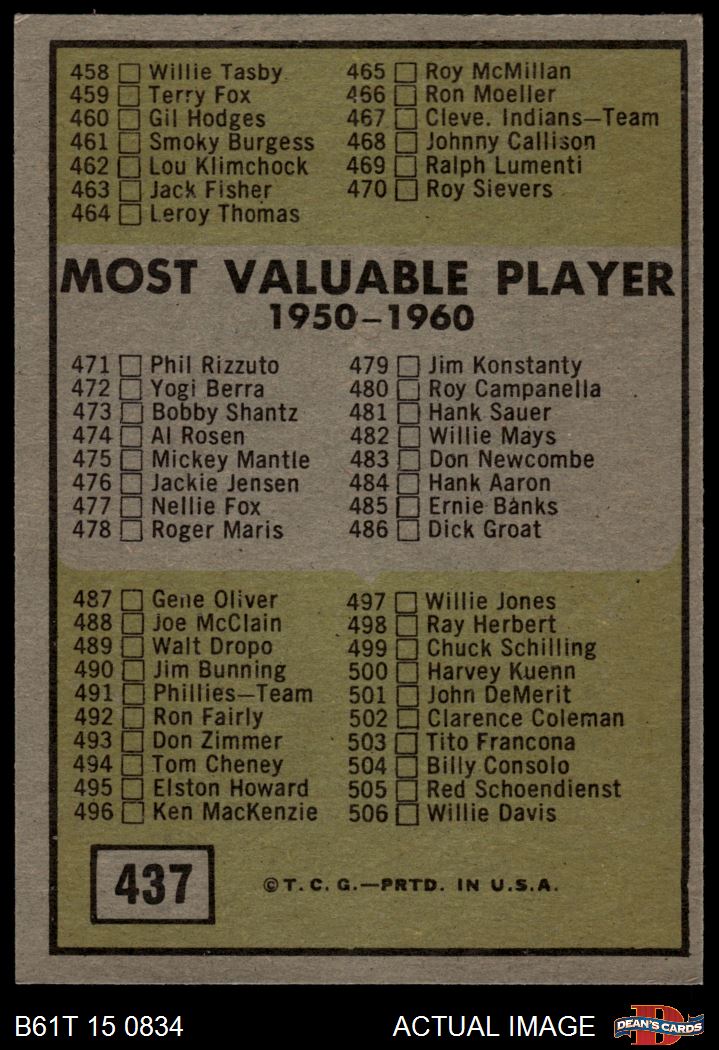 458 Willie Tasby
459 Terry Fox
460 Gil Hodges
461 Smoky Burgess
462 Lou Klimchock
463 Jack Fisher
464 Leroy Thomas
465 Roy McMillan
466 Ron Moeller
467 Cleve. Indians—Team
468 Johnny Callison
469 Ralph Lumenti
470 Roy Sievers
MOST VALUABLE PLAYER
1950–1960
471 Phil Rizzuto
472 Yogi Berra
473 Bobby Shantz
474 Al Rosen
475 Mickey Mantle
476 Jackie Jensen
477 Nellie Fox
478 Roger Maris
479 Jim Konstanty
480 Roy Campanella
481 Hank Sauer
482 Willie Mays
483 Don Newcombe
484 Hank Aaron
485 Ernie Banks
486 Dick Groat
487 Gene Oliver
488 Joe McClain
489 Walt Dropo
490 Jim Bunning
491 Phillies—Team
492 Ron Fairly
493 Don Zimmer
494 Tom Cheney
495 Elston Howard
496 Ken MacKenzie
497 Willie Jones
498 Ray Herbert
499 Chuck Schilling
500 Harvey Kuenn
501 John DeMerit
502 Clarence Coleman
503 Tito Francona
504 Billy Consolo
505 Red Schoendienst
506 Willie Davis
437
©T. C. G.—PRTD. IN U.S.A.
B61T 15 0834
ACTUAL IMAGE
D
DEAN'S CARDS